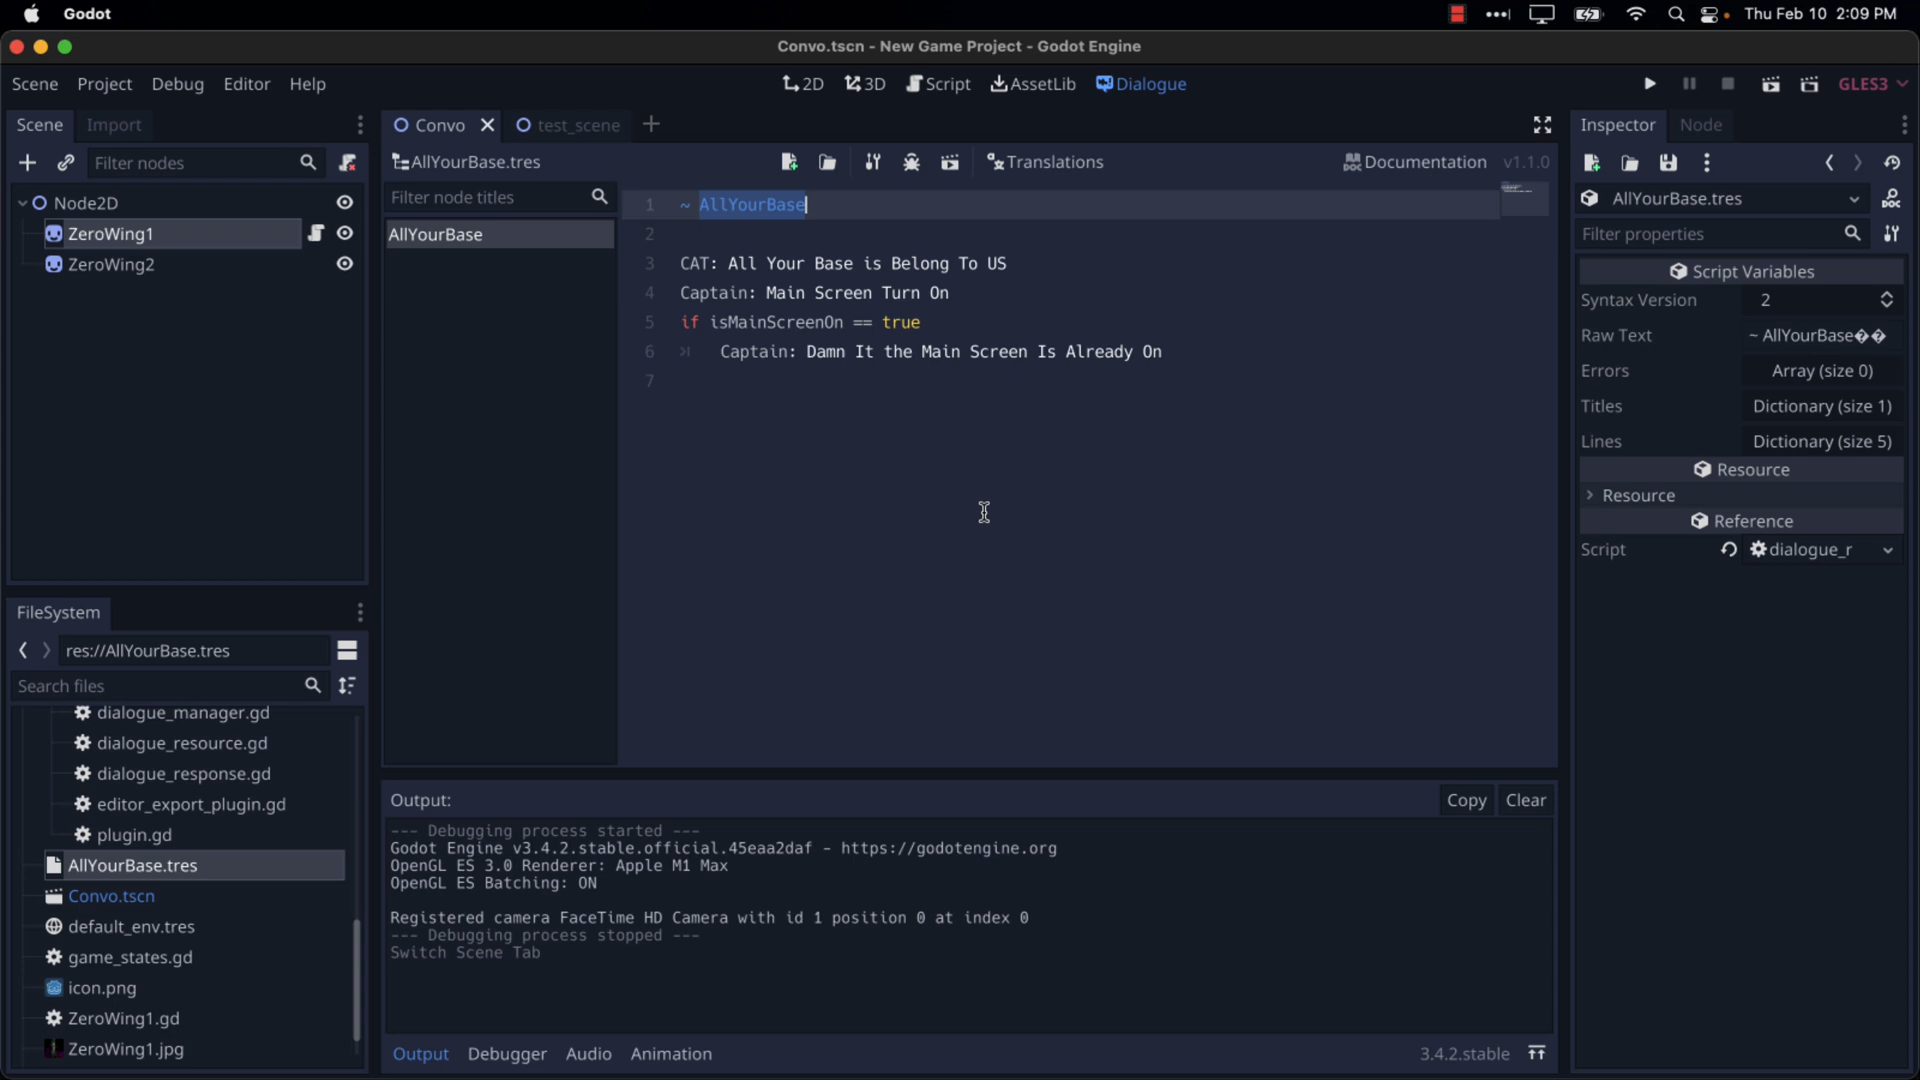 Godot
Thu Feb 10 2:09 PM
Convo.tscn - New Game Project - Godot Engine
Scene Project Debug Editor Help
2D 3D Script AssetLib Dialogue
GLES3
Scene Import
Filter nodes
Node2D
ZeroWing1
ZeroWing2
Convo test_scene
AllYourBase.tres
Translations
Documentation v1.1.0
Filter node titles
AllYourBase
1 ~ AllYourBase
2
3 CAT: All Your Base is Belong To US
4 Captain: Main Screen Turn On
5 if isMainScreenOn == true
6 Captain: Damn It the Main Screen Is Already On
7
Inspector Node
AllYourBase.tres
DOC
Filter properties
Script Variables
Syntax Version 2
Raw Text ~ AllYourBase��
Errors Array (size 0)
Titles Dictionary (size 1)
Lines Dictionary (size 5)
Resource
Resource
Reference
Script dialogue_r
FileSystem
res://AllYourBase.tres
Search files
dialogue_manager.gd
dialogue_resource.gd
dialogue_response.gd
editor_export_plugin.gd
plugin.gd
AllYourBase.tres
Convo.tscn
default_env.tres
game_states.gd
icon.png
ZeroWing1.gd
ZeroWing1.jpg
Output: Copy Clear
--- Debugging process started ---
Godot Engine v3.4.2.stable.official.45eaa2daf - https://godotengine.org
OpenGL ES 3.0 Renderer: Apple M1 Max
OpenGL ES Batching: ON
Registered camera FaceTime HD Camera with id 1 position 0 at index 0
--- Debugging process stopped ---
Switch Scene Tab
Output Debugger Audio Animation
3.4.2.stable